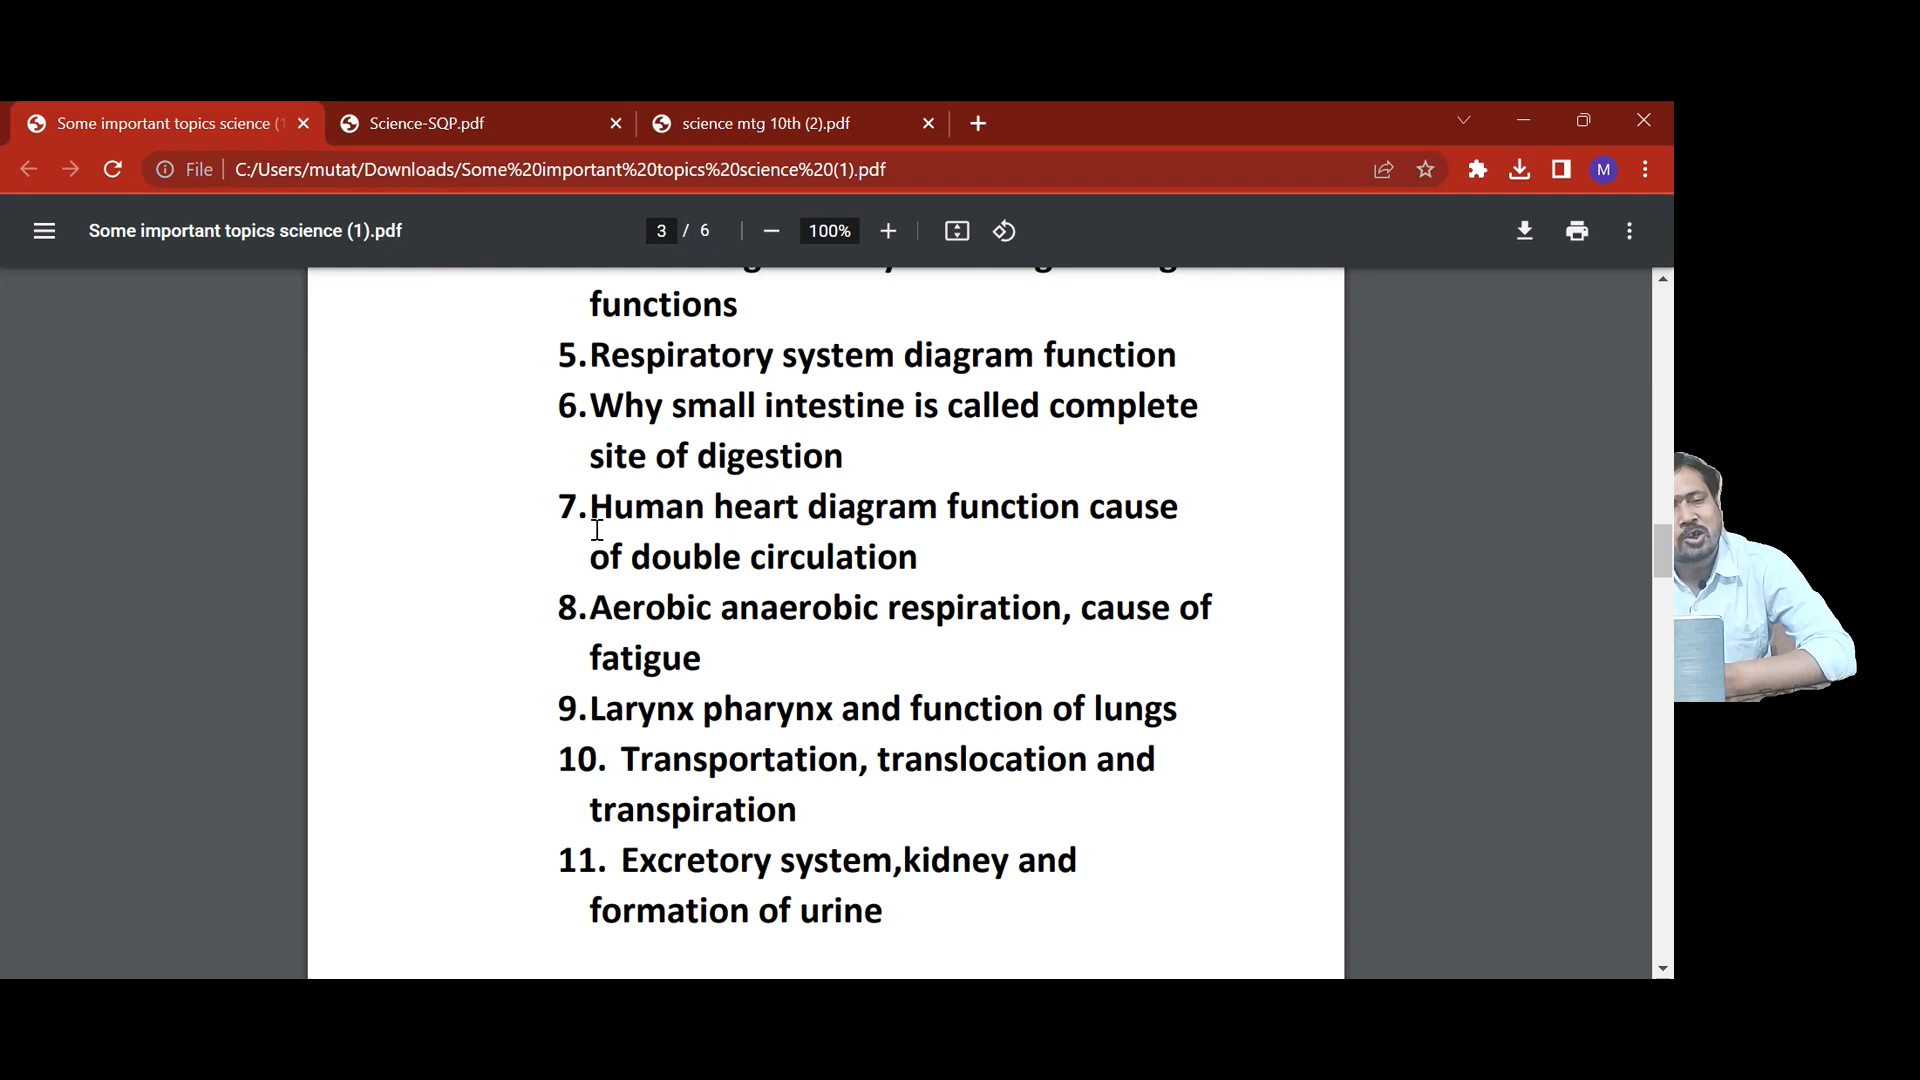 Some important topics science (1
Science-SQP.pdf
science mtg 10th (2).pdf
File
C:/Users/mutat/Downloads/Some%20important%20topics%20science%20(1).pdf
M
Some important topics science (1).pdf
3 / 6
100%
functions
5.Respiratory system diagram function
6.Why small intestine is called complete
site of digestion
7.Human heart diagram function cause
of double circulation
8.Aerobic anaerobic respiration, cause of
fatigue
9.Larynx pharynx and function of lungs
10. Transportation, translocation and
transpiration
11. Excretory system,kidney and
formation of urine